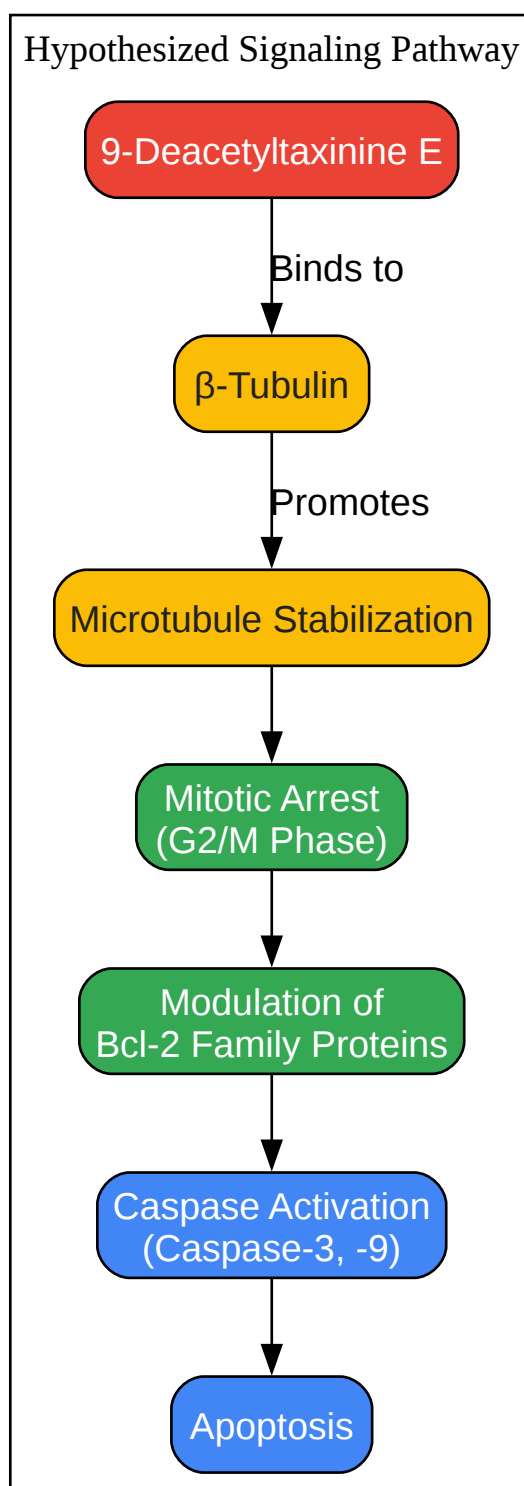 Hypothesized Signaling Pathway
9-Deacetyltaxinine E
Binds to
β-Tubulin
Promotes
Microtubule Stabilization
Mitotic Arrest
(G2/M Phase)
Modulation of
Bcl-2 Family Proteins
Caspase Activation
(Caspase-3, -9)
Apoptosis